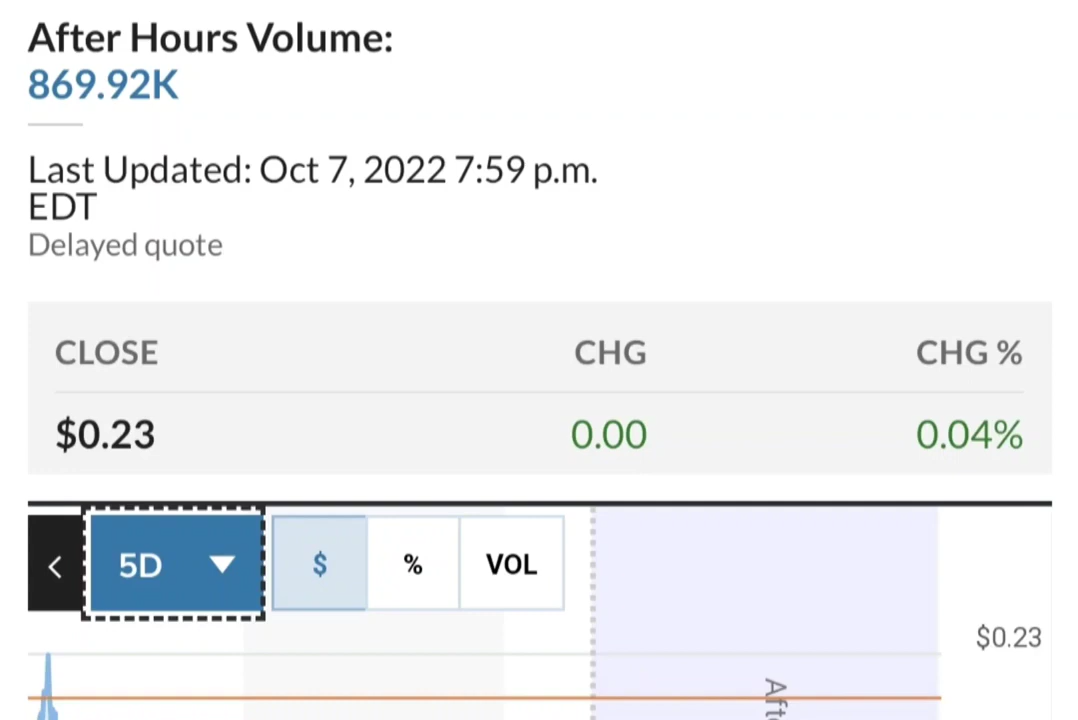 After Hours Volume:
869.92K
Last Updated: Oct 7, 2022 7:59 p.m.
EDT
Delayed quote
CLOSE CHG CHG %
$0.23 0.00 0.04%
5D $ % VOL
$0.23